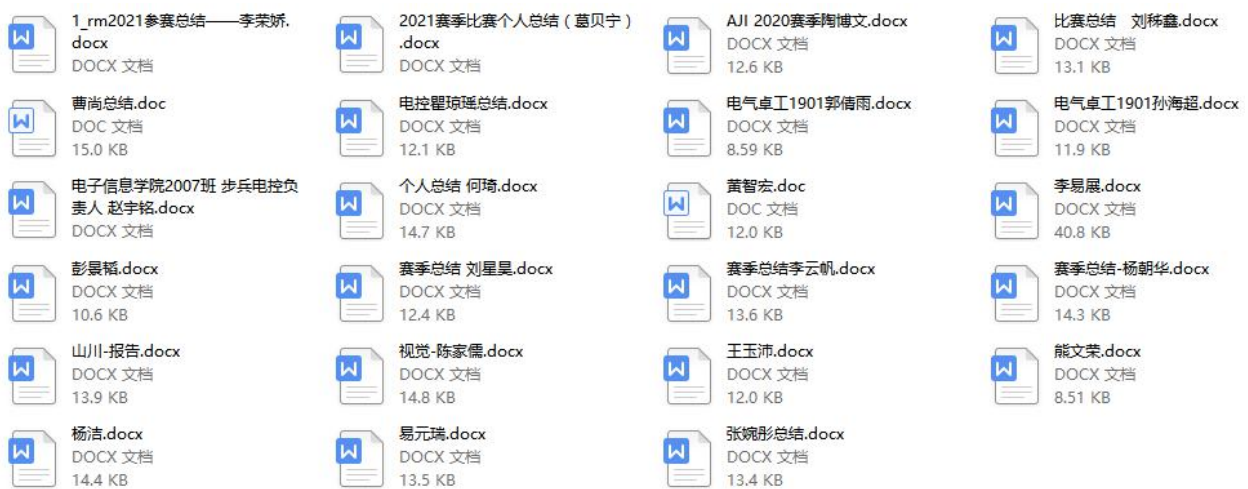 1_rm2021参赛总结——李荣娇.
docx
DOCX 文档
2021赛季比赛个人总结（葛贝宁）
.docx
DOCX 文档
AJI 2020赛季陶博文.docx
DOCX 文档
12.6 KB
比赛总结 刘秭鑫.docx
DOCX 文档
13.1 KB
曹尚总结.doc
DOC 文档
15.0 KB
电控瞿琼瑶总结.docx
DOCX 文档
12.1 KB
电气卓工1901郭倩雨.docx
DOCX 文档
8.59 KB
电气卓工1901孙海超.docx
DOCX 文档
11.9 KB
电子信息学院2007班 步兵电控负
责人 赵宇铭.docx
DOCX 文档
个人总结 何琦.docx
DOCX 文档
14.7 KB
黄智宏.doc
DOC 文档
12.0 KB
李易展.docx
DOCX 文档
40.8 KB
彭景韬.docx
DOCX 文档
10.6 KB
赛季总结 刘星昊.docx
DOCX 文档
12.4 KB
赛季总结李云帆.docx
DOCX 文档
13.6 KB
赛季总结-杨朝华.docx
DOCX 文档
14.3 KB
山川-报告.docx
DOCX 文档
13.9 KB
视觉-陈家儒.docx
DOCX 文档
14.8 KB
王玉沛.docx
DOCX 文档
12.0 KB
熊文荣.docx
DOCX 文档
8.51 KB
杨洁.docx
DOCX 文档
14.4 KB
易元瑞.docx
DOCX 文档
13.5 KB
张婉彤总结.docx
DOCX 文档
13.4 KB